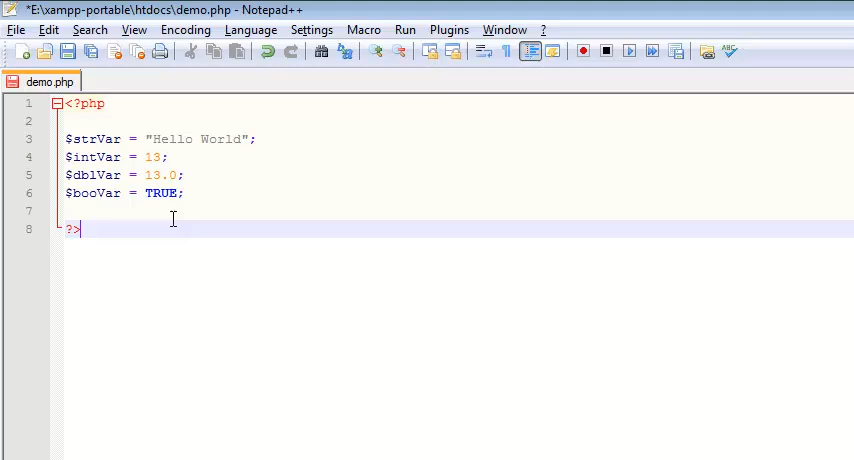 *E:\xampp-portable\htdocs\demo.php - Notepad++
File Edit Search View Encoding Language Settings Macro Run Plugins Window ?
ABC
demo.php
1 <?php
2
3 $strVar = "Hello World";
4 $intVar = 13;
5 $dblVar = 13.0;
6 $booVar = TRUE;
7
8 ?>